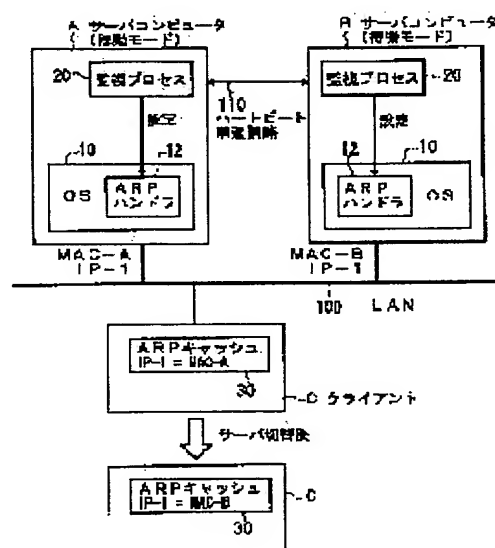 A サーバコンピュータ
(稼動モード)
B サーバコンピュータ
(待機モード)
20
監視プロセス
110
ハートビート
監視プロセス
20
設定
設定
10
12
OS
ARP
ハンドラ
12
10
ARP
ハンドラ
OS
MAC-A
IP-1
MAC-B
IP-1
100
LAN
ARPキャッシュ
IP-1 = MAC-A
30
C クライアント
サーバ切替後
ARPキャッシュ
IP-1 = MAC-B
30
C